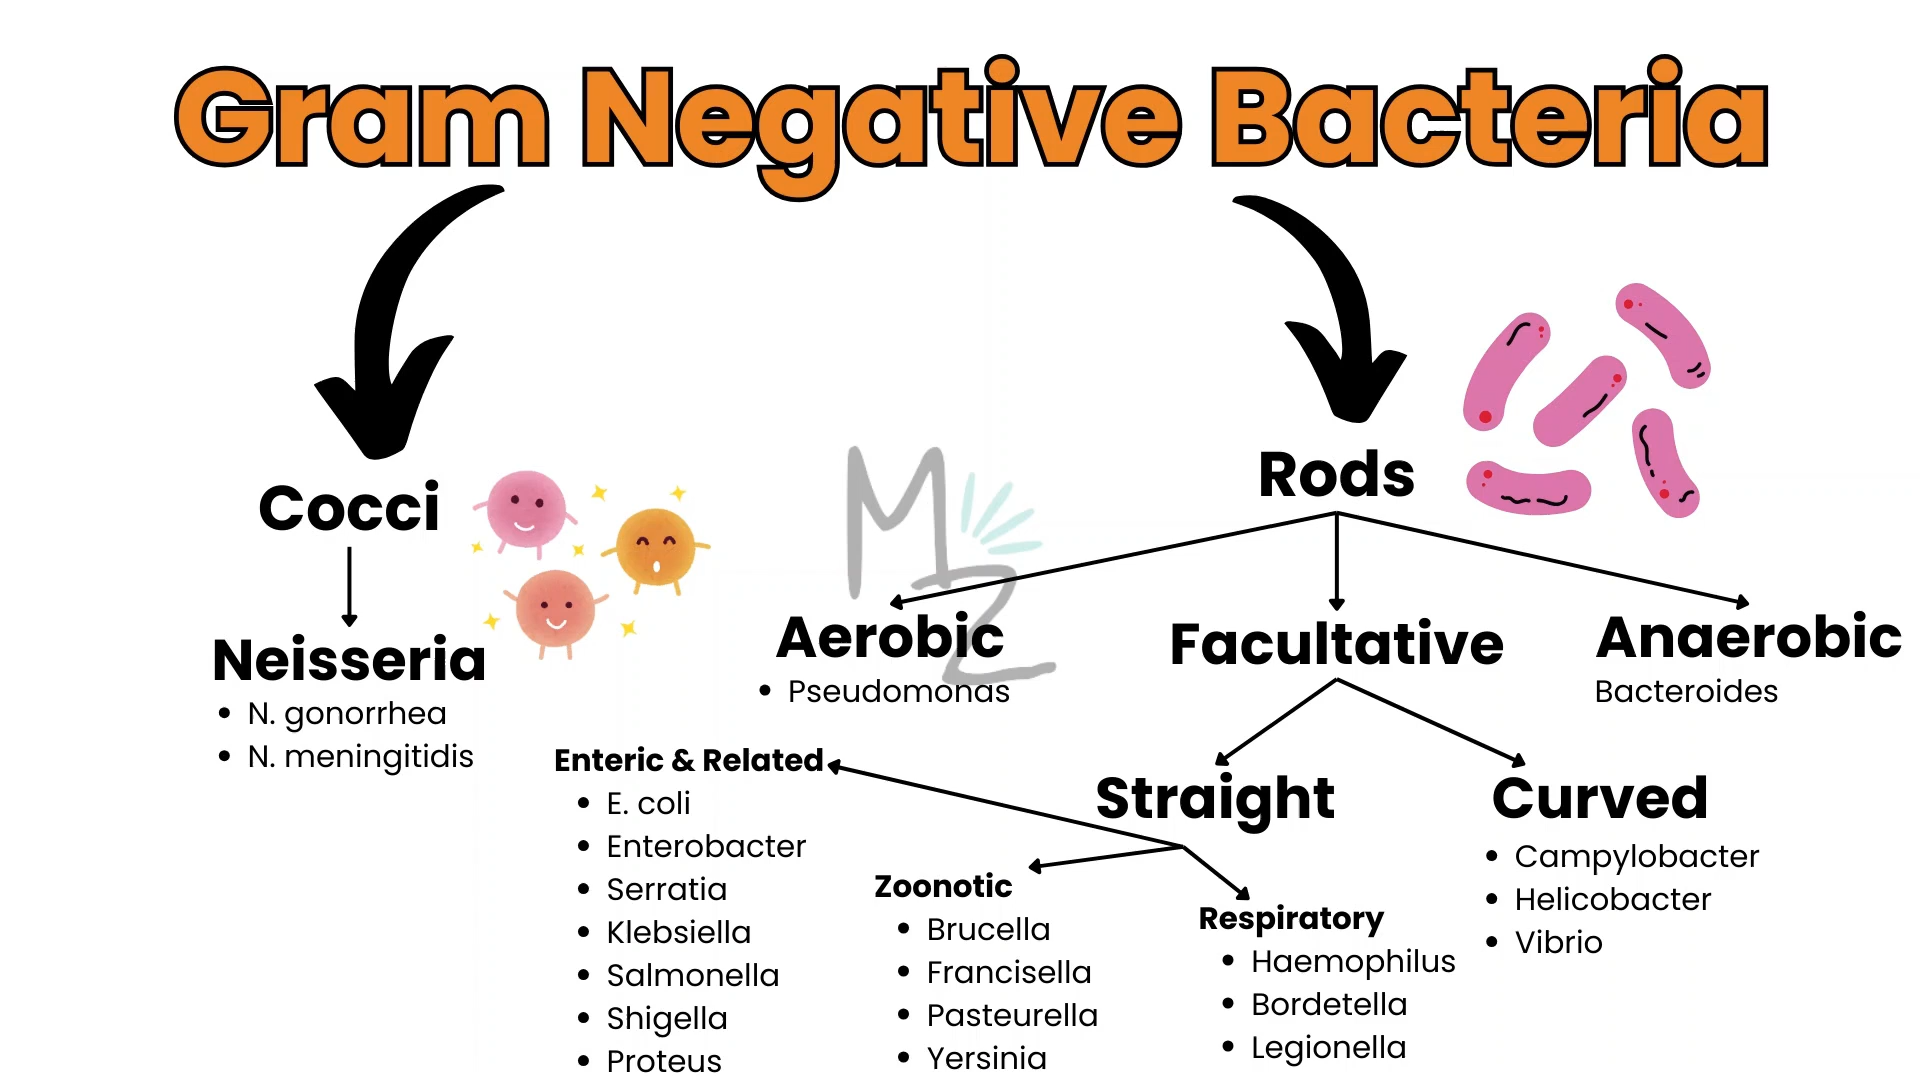 Gram Negative Bacteria
Cocci
Neisseria
• N. gonorrhea
• N. meningitidis
MZ
Rods
Aerobic
• Pseudomonas
Facultative
Anaerobic
Bacteroides
Straight
Curved
• Campylobacter
• Helicobacter
• Vibrio
Enteric & Related
• E. coli
• Enterobacter
• Serratia
• Klebsiella
• Salmonella
• Shigella
• Proteus
Zoonotic
• Brucella
• Francisella
• Pasteurella
• Yersinia
Respiratory
• Haemophilus
• Bordetella
• Legionella